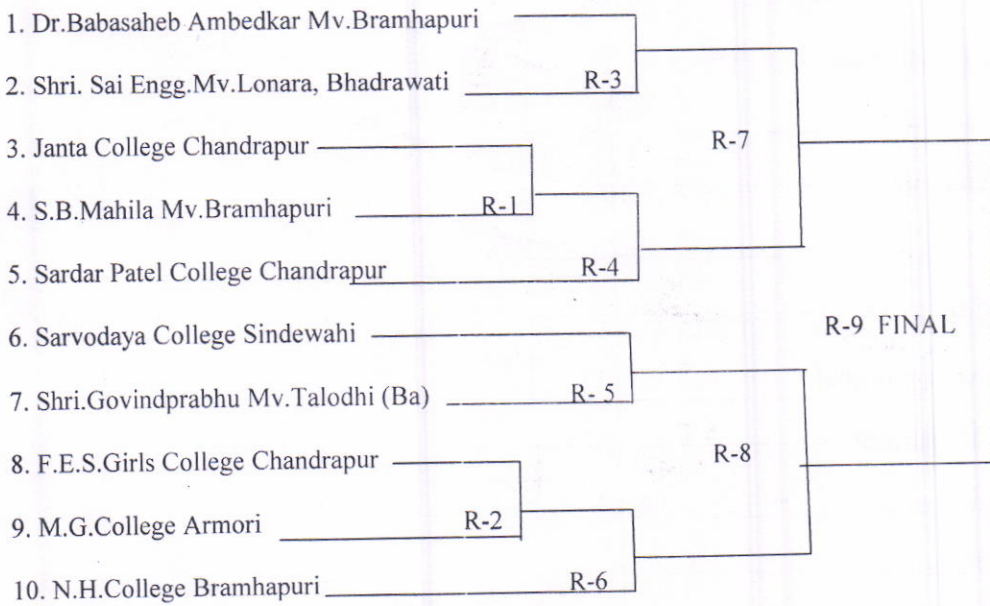 1. Dr.Babasaheb Ambedkar Mv.Bramhapuri
2. Shri. Sai Engg.Mv.Lonara, Bhadrawati
R-3
3. Janta College Chandrapur
R-7
4. S.B.Mahila Mv.Bramhapuri
R-1
5. Sardar Patel College Chandrapur
R-4
6. Sarvodaya College Sindewahi
R-9 FINAL
7. Shri.Govindprabhu Mv.Talodhi (Ba)
R- 5
8. F.E.S.Girls College Chandrapur
R-8
9. M.G.College Armori
R-2
10. N.H.College Bramhapuri
R-6